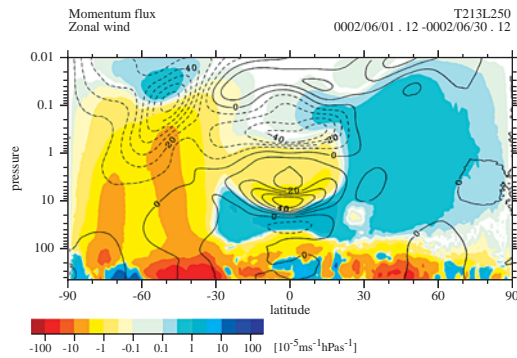 Momentum flux T213L250
Zonal wind 0002/06/01 . 12 -0002/06/30 . 12
0.01
0.1
1
10
100
pressure
-90 -60 -30 0 30 60 90
latitude
-100 -10 -1 -0.1 0.1 1 10 100 [10-5ms-1hPas-1]